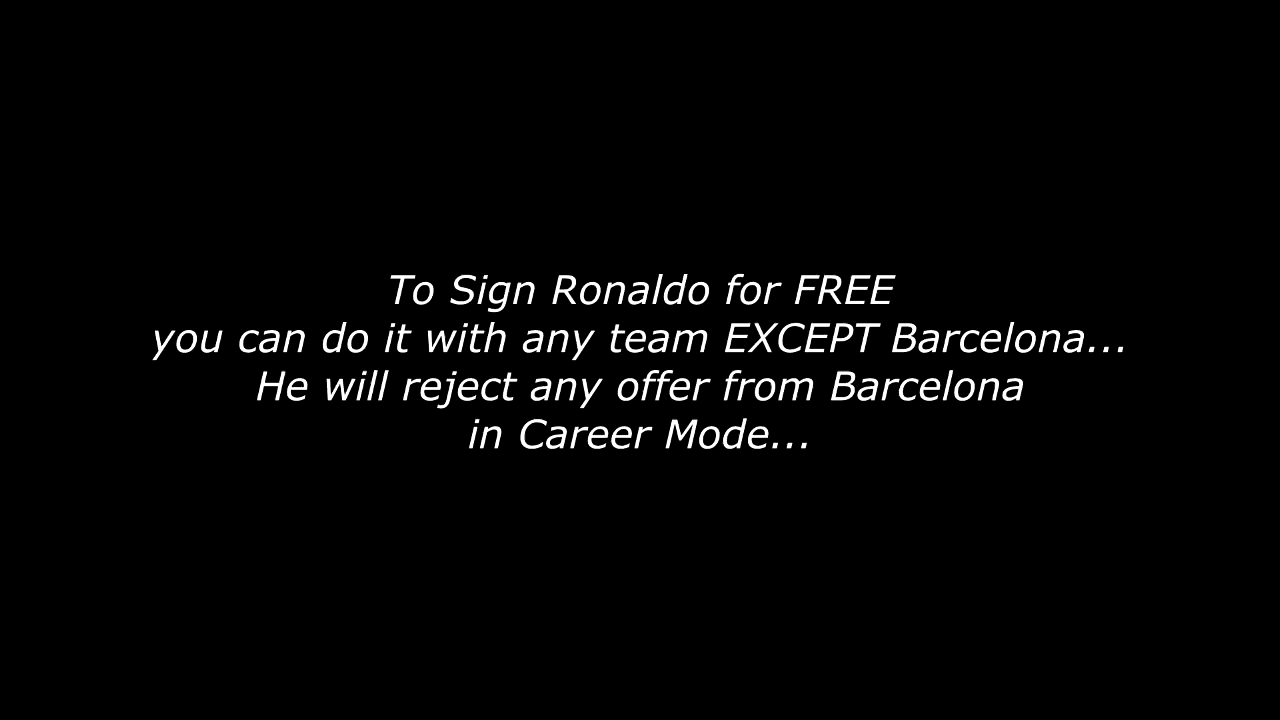 To Sign Ronaldo for FREE
you can do it with any team EXCEPT Barcelona...
He will reject any offer from Barcelona
in Career Mode...